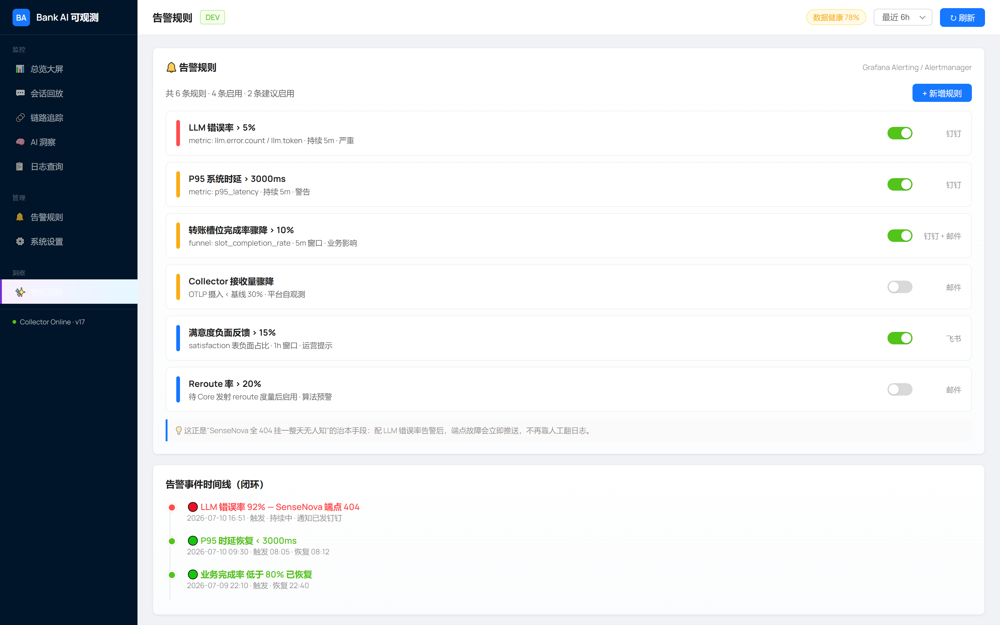 BA Bank AI 可观测
监控
总览大屏
会话回放
链路追踪
AI 洞察
日志查询
管理
告警规则
系统设置
洞察
智能洞察
Collector Online · v17
告警规则 DEV
数据健康 78%
最近 6h
↻ 刷新
告警规则
Grafana Alerting / Alertmanager
共 6 条规则 · 4 条启用 · 2 条建议启用
+ 新增规则
LLM 错误率 > 5%
metric: llm.error.count / llm.token · 持续 5m · 严重
钉钉
P95 系统时延 > 3000ms
metric: p95_latency · 持续 5m · 警告
钉钉
转账槽位完成率骤降 > 10%
funnel: slot_completion_rate · 5m 窗口 · 业务影响
钉钉 + 邮件
Collector 接收量骤降
OTLP 摄入 < 基线 30% · 平台自观测
邮件
满意度负面反馈 > 15%
satisfaction 表负面占比 · 1h 窗口 · 运营提示
飞书
Reroute 率 > 20%
待 Core 发射 reroute 度量后启用 · 算法预警
邮件
这正是"SenseNova 全 404 挂一整天无人知"的治本手段：配 LLM 错误率告警后，端点故障会立即推送，不再靠人工翻日志。
告警事件时间线（闭环）
LLM 错误率 92% — SenseNova 端点 404
2026-07-10 16:51 · 触发 · 持续中 · 通知已发钉钉
P95 时延恢复 < 3000ms
2026-07-10 09:30 · 触发 08:05 · 恢复 08:12
业务完成率 低于 80% 已恢复
2026-07-09 22:10 · 触发 · 恢复 22:40